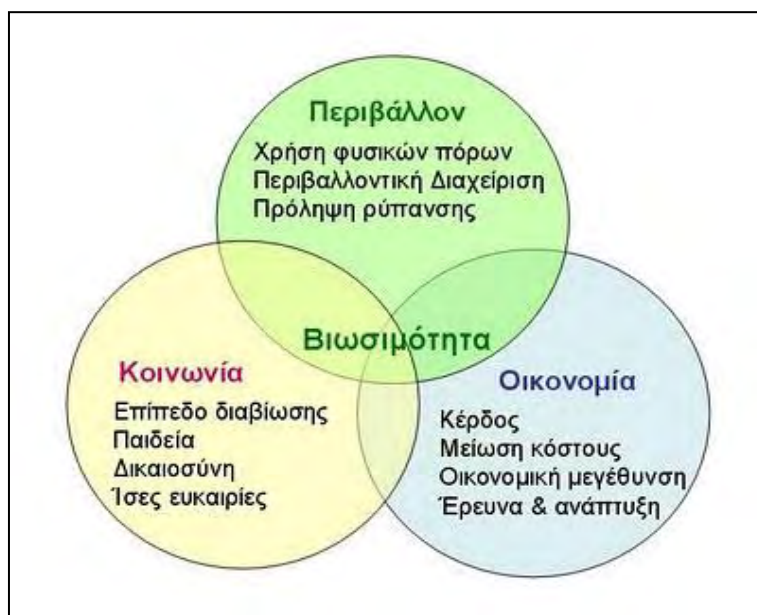 Περιβάλλον
Χρήση φυσικών πόρων
Περιβαλλοντική Διαχείριση
Πρόληψη ρύπανσης
Βιωσιμότητα
Κοινωνία
Επίπεδο διαβίωσης
Παιδεία
Δικαιοσύνη
Ίσες ευκαιρίες
Οικονομία
Κέρδος
Μείωση κόστους
Οικονομική μεγέθυνση
Έρευνα & ανάπτυξη